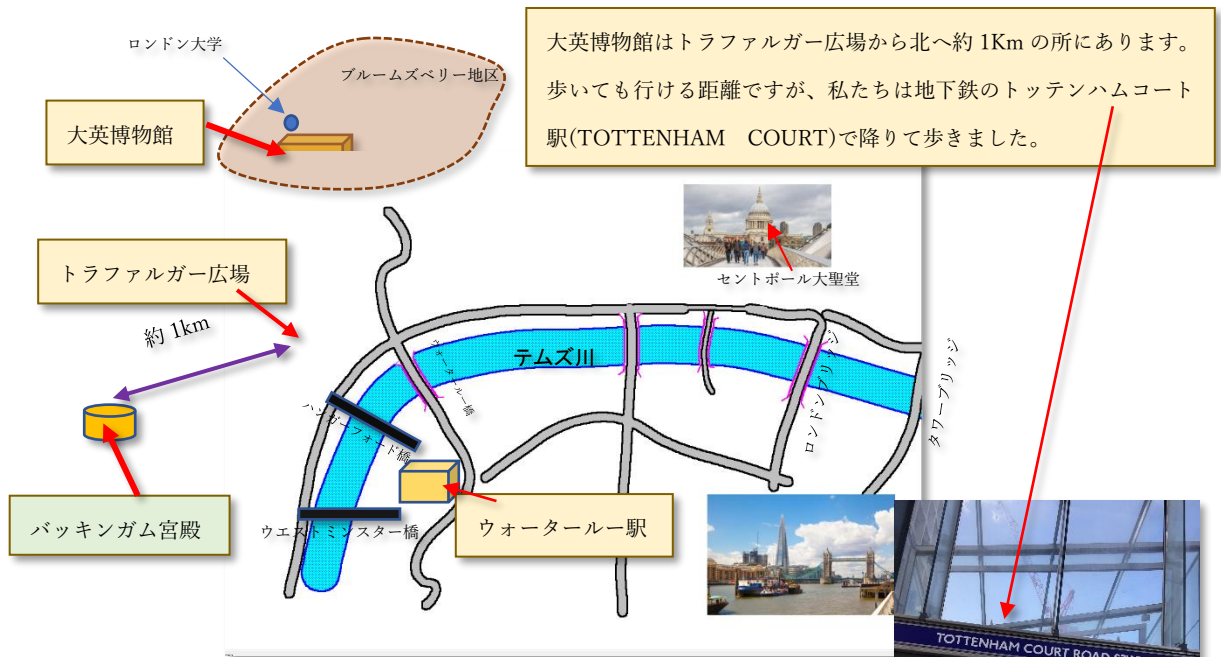 ロンドン大学
ブルームズベリー地区
大英博物館
大英博物館はトラファルガー広場から北へ約 1Km の所にあります。
歩いても行ける距離ですが、私たちは地下鉄のトッテンハムコート
駅(TOTTENHAM　COURT)で降りて歩きました。
セントポール大聖堂
トラファルガー広場
約 1km
テムズ川
ウォータールー橋
ハンガーフォード橋
ロンドンブリッジ
タワーブリッジ
バッキンガム宮殿
ウエストミンスター橋
ウォータールー駅
TOTTENHAM COURT ROAD